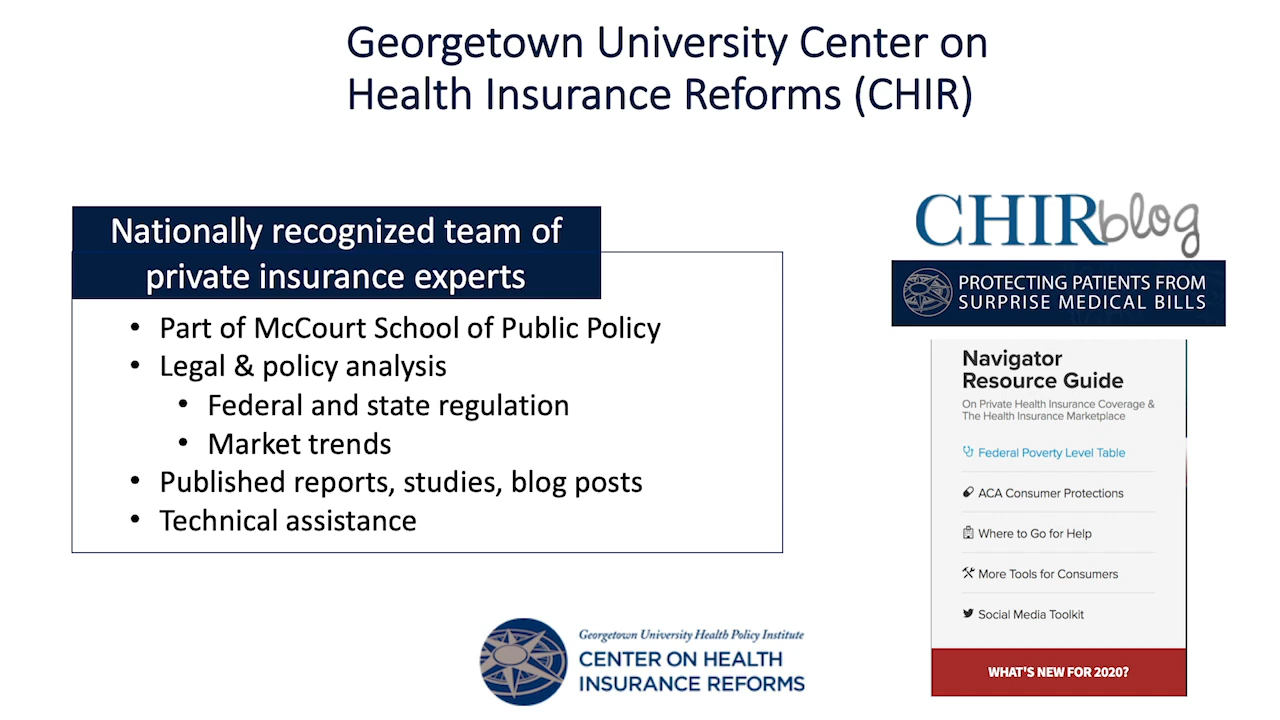 Georgetown University Center on
Health Insurance Reforms (CHIR)
Nationally recognized team of
private insurance experts
• Part of McCourt School of Public Policy
• Legal & policy analysis
• Federal and state regulation
• Market trends
• Published reports, studies, blog posts
• Technical assistance
CHIRblog
PROTECTING PATIENTS FROM
SURPRISE MEDICAL BILLS
Navigator
Resource Guide
On Private Health Insurance Coverage &
The Health Insurance Marketplace
Federal Poverty Level Table
ACA Consumer Protections
Where to Go for Help
More Tools for Consumers
Social Media Toolkit
WHAT'S NEW FOR 2020?
Georgetown University Health Policy Institute
CENTER ON HEALTH
INSURANCE REFORMS